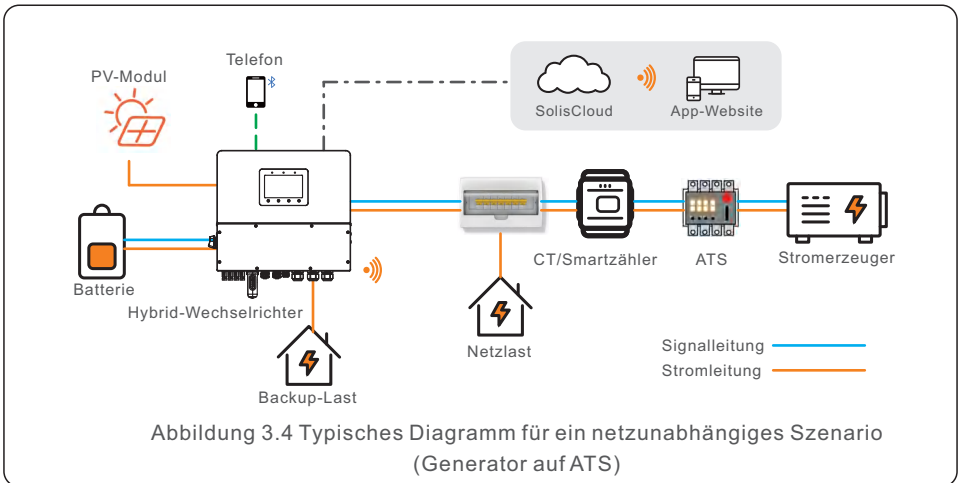 Telefon
PV-Modul
SolisCloud
App-Website
CT/Smartzähler
ATS
Stromerzeuger
Batterie
Hybrid-Wechselrichter
Netzlast
Signalleitung
Stromleitung
Backup-Last
Abbildung 3.4 Typisches Diagramm für ein netzunabhängiges Szenario
(Generator auf ATS)